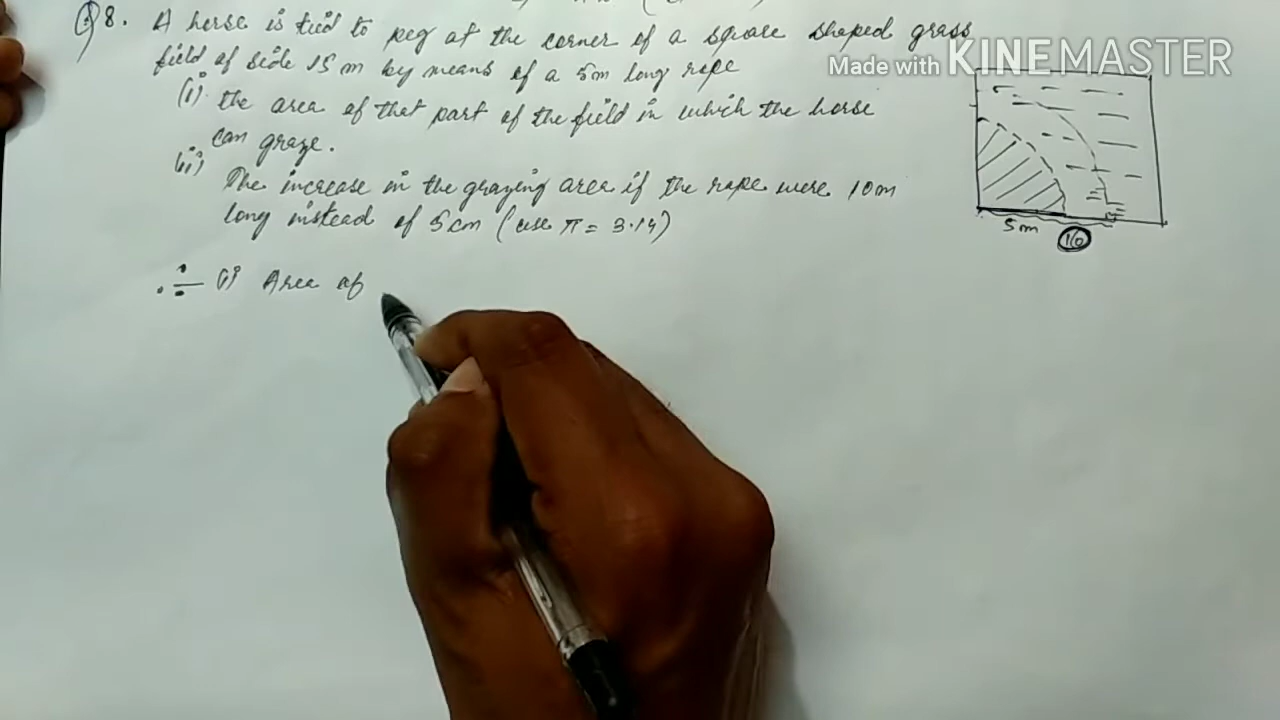 Q8. A horse is tied to peg at the corner of a square shaped grass
field of side 15 m by means of a 5m long rope
Made with KINEMASTER
(i). the area of that part of the field in which the horse
can graze.
(ii) The increase in the grazing area if the rope were 10m
long instead of 5cm (use π = 3.14)
5m 10
(i) Area of